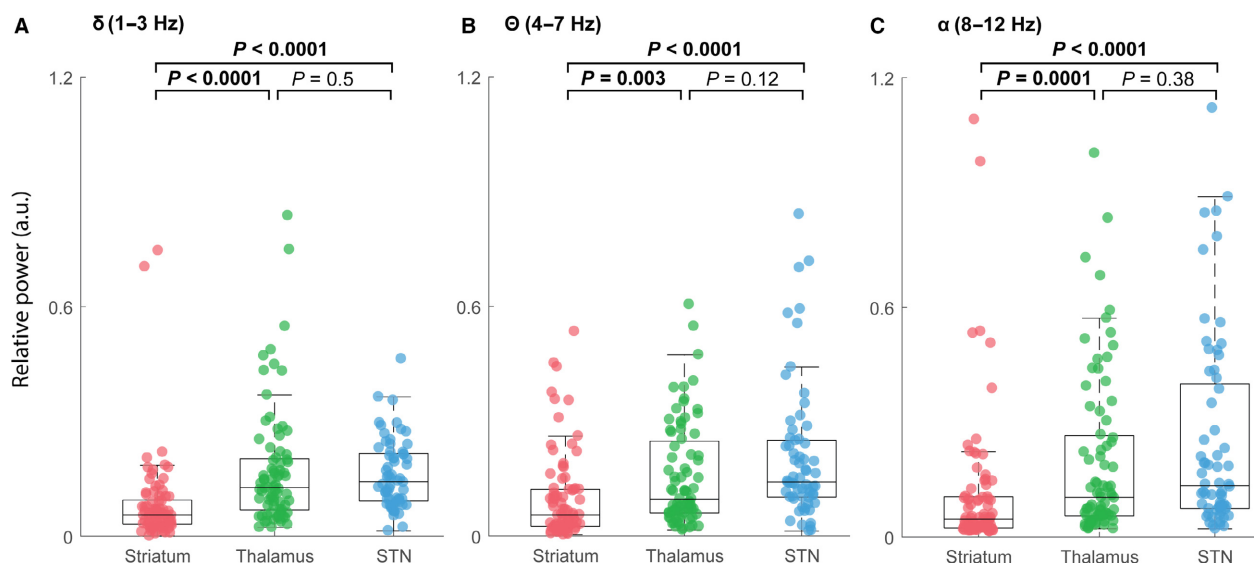 A δ (1–3 Hz)
P < 0.0001
P < 0.0001 P = 0.5
1.2
0.6
0
Relative power (a.u.)
Striatum Thalamus STN
B Θ (4–7 Hz)
P < 0.0001
P = 0.003 P = 0.12
1.2
0.6
0
Striatum Thalamus STN
C α (8–12 Hz)
P < 0.0001
P = 0.0001 P = 0.38
1.2
0.6
0
Striatum Thalamus STN